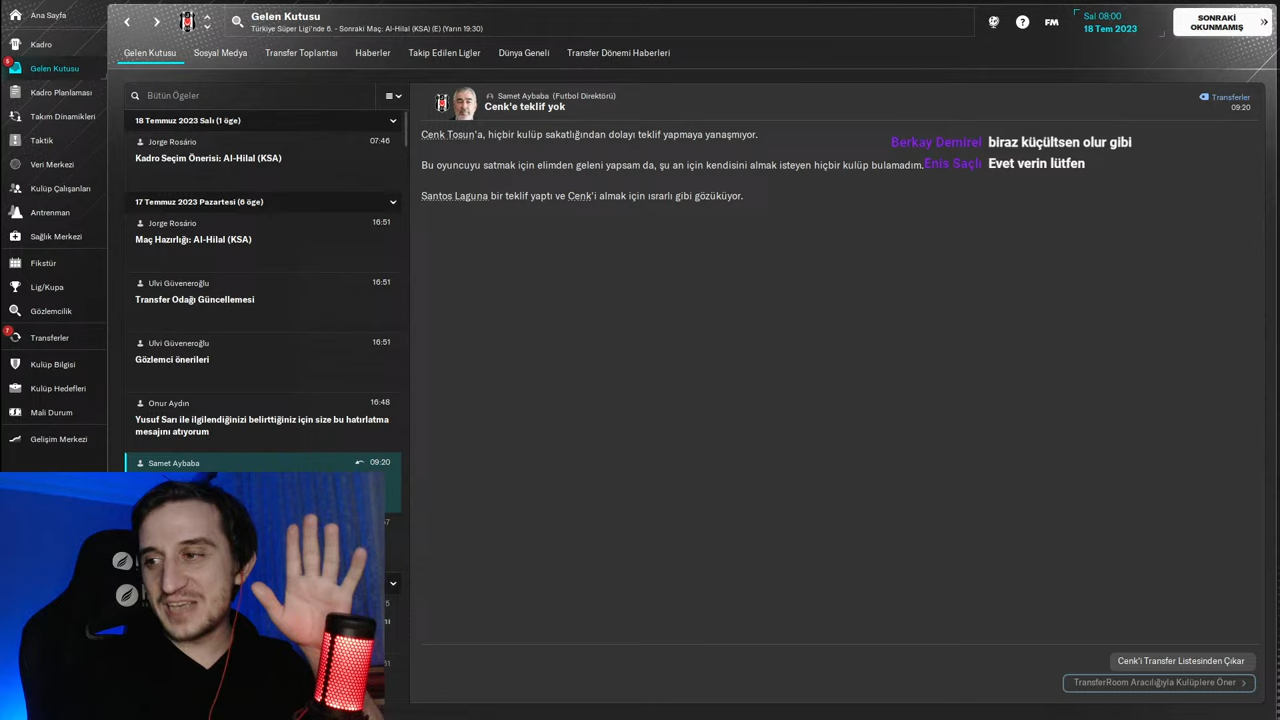 Ana Sayfa
Kadro
5
Gelen Kutusu
Kadro Planlaması
Takım Dinamikleri
Taktik
Veri Merkezi
Kulüp Çalışanları
Antrenman
Sağlık Merkezi
Fikstür
Lig/Kupa
Gözlemcilik
7
Transferler
Kulüp Bilgisi
Kulüp Hedefleri
Mali Durum
Gelişim Merkezi
Gelen Kutusu
Türkiye Süper Ligi'nde 6. - Sonraki Maç: Al-Hilal (KSA) (E) (Yarın 19:30)
FM
Sal 08:00
18 Tem 2023
SONRAKİ
OKUNMAMIŞ
Gelen Kutusu Sosyal Medya Transfer Toplantısı Haberler Takip Edilen Ligler Dünya Geneli Transfer Dönemi Haberleri
Bütün Ögeler
18 Temmuz 2023 Salı (1 öge)
Jorge Rosário 07:46
Kadro Seçim Önerisi: Al-Hilal (KSA)
17 Temmuz 2023 Pazartesi (6 öge)
Jorge Rosário 16:51
Maç Hazırlığı: Al-Hilal (KSA)
Ulvi Güveneroğlu 16:51
Transfer Odağı Güncellemesi
Ulvi Güveneroğlu 16:51
Gözlemci önerileri
Onur Aydın 16:48
Yusuf Sarı ile ilgilendiğinizi belirttiğiniz için size bu hatırlatma
mesajını atıyorum
Samet Aybaba 09:20
Samet Aybaba (Futbol Direktörü)
Cenk'e teklif yok
Transferler
09:20
Cenk Tosun'a, hiçbir kulüp sakatlığından dolayı teklif yapmaya yanaşmıyor.
Bu oyuncuyu satmak için elimden geleni yapsam da, şu an için kendisini almak isteyen hiçbir kulüp bulamadım.
Santos Laguna bir teklif yaptı ve Cenk'i almak için ısrarlı gibi gözüküyor.
Berkay Demirel biraz küçültsen olur gibi
Enis Saçlı Evet verin lütfen
Cenk'i Transfer Listesinden Çıkar
TransferRoom Aracılığıyla Kulüplere Öner